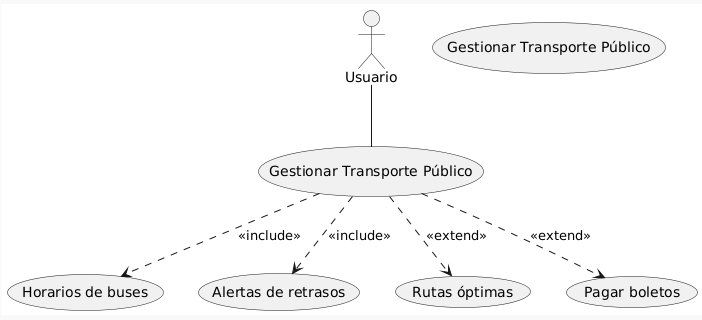 Gestionar Transporte Público
Usuario
Gestionar Transporte Público
«include»
«include»
«extend»
«extend»
Horarios de buses
Alertas de retrasos
Rutas óptimas
Pagar boletos